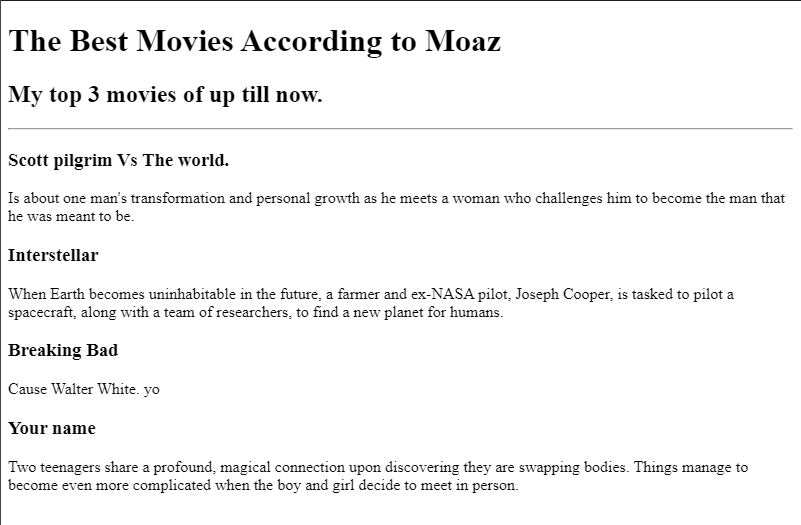 The Best Movies According to Moaz
My top 3 movies of up till now.
Scott pilgrim Vs The world.
Is about one man's transformation and personal growth as he meets a woman who challenges him to become the man that
he was meant to be.
Interstellar
When Earth becomes uninhabitable in the future, a farmer and ex-NASA pilot, Joseph Cooper, is tasked to pilot a
spacecraft, along with a team of researchers, to find a new planet for humans.
Breaking Bad
Cause Walter White. yo
Your name
Two teenagers share a profound, magical connection upon discovering they are swapping bodies. Things manage to
become even more complicated when the boy and girl decide to meet in person.